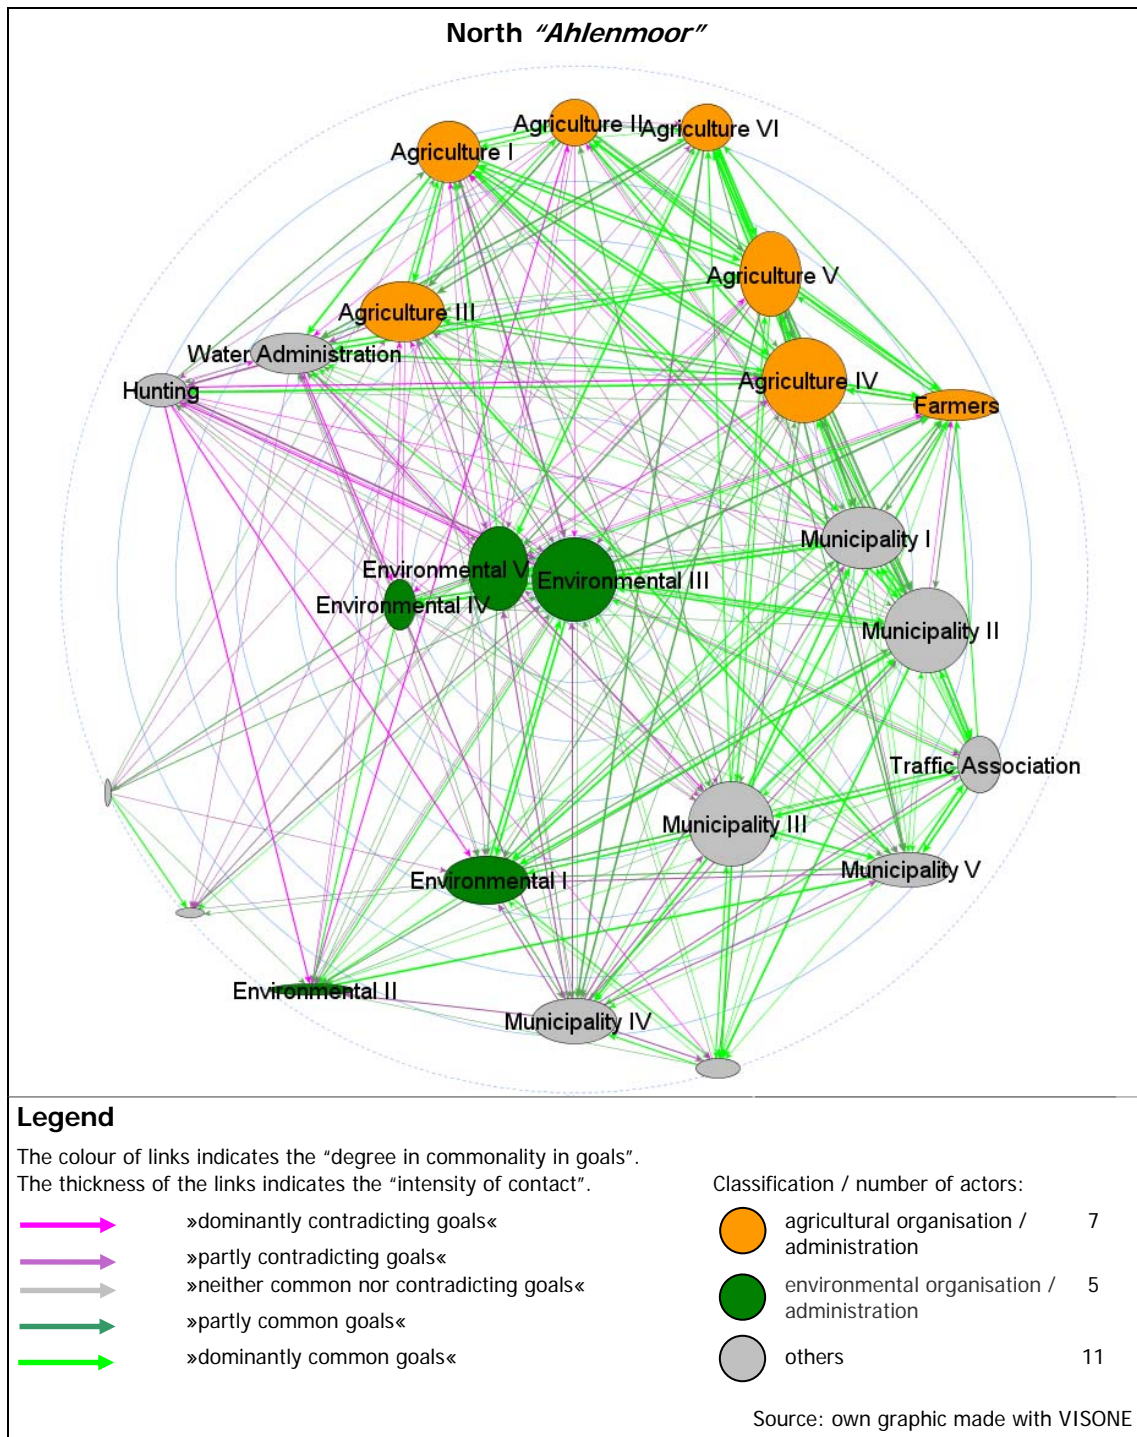 North “Ahlenmoor”
Agriculture II
Agriculture VI
Agriculture I
Agriculture V
Agriculture III
Water Administration
Agriculture IV
Hunting
Farmers
Municipality I
Environmental V
Environmental III
Environmental IV
Municipality II
Traffic Association
Municipality III
Municipality V
Environmental I
Environmental II
Municipality IV
Legend
The colour of links indicates the “degree in commonality in goals”.
The thickness of the links indicates the “intensity of contact”.
»dominantly contradicting goals«
»partly contradicting goals«
»neither common nor contradicting goals«
»partly common goals«
»dominantly common goals«
Classification / number of actors:
agricultural organisation / 7
administration
environmental organisation / 5
administration
others 11
Source: own graphic made with VISONE